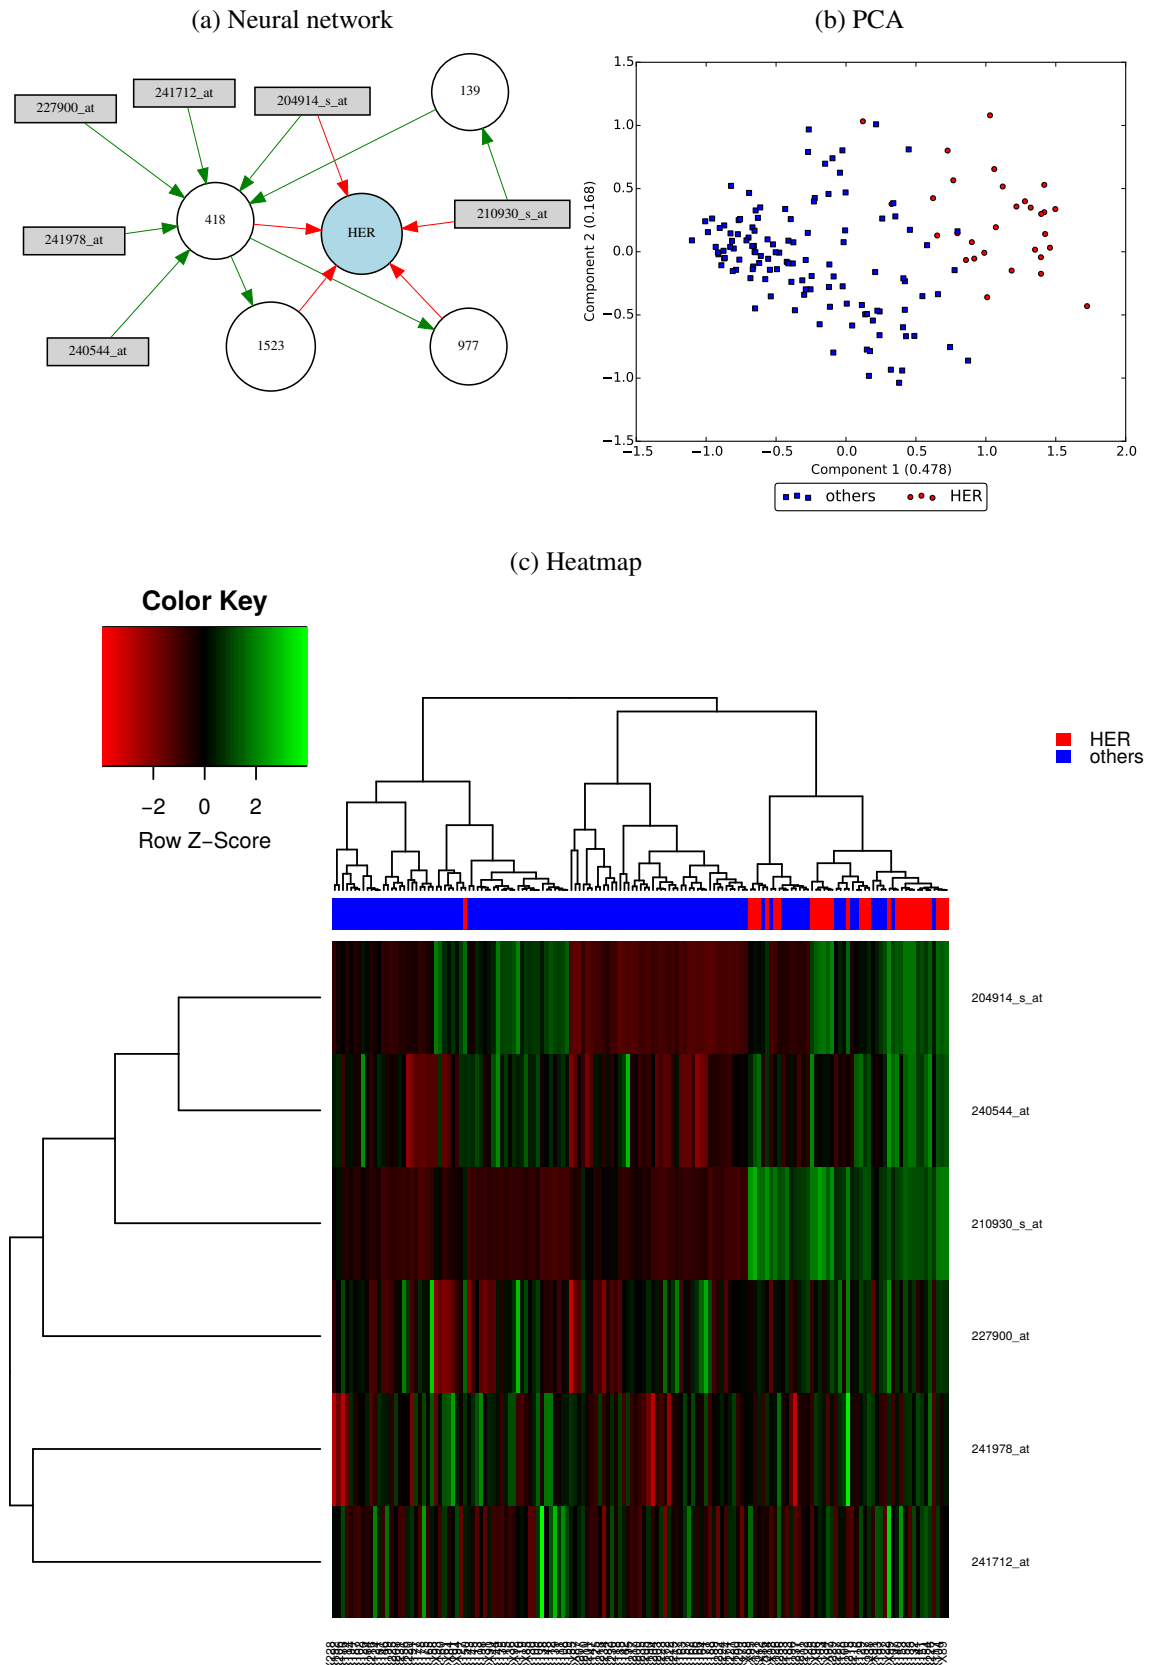 (a) Neural network
(b) PCA
227900_at
241712_at
204914_s_at
139
418
HER
210930_s_at
241978_at
240544_at
1523
977
1.5
1.0
0.5
0.0
−0.5
−1.0
−1.5
Component 2 (0.168)
−1.5 −1.0 −0.5 0.0 0.5 1.0 1.5 2.0
Component 1 (0.478)
others HER
(c) Heatmap
Color Key
−2 0 2
Row Z−Score
HER
others
204914_s_at
240544_at
210930_s_at
227900_at
241978_at
241712_at